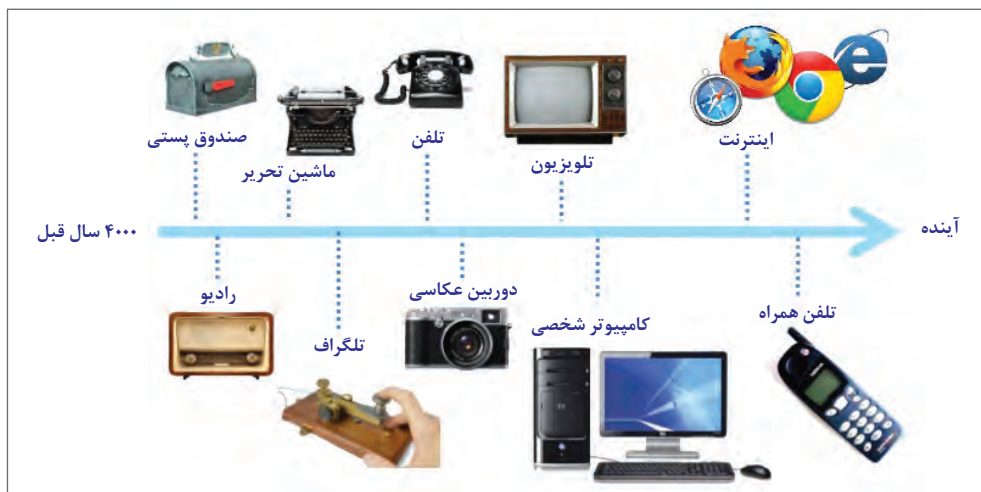 صندوق پستی
ماشین تحریر
تلفن
تلویزیون
اینترنت
۴۰۰۰ سال قبل
آینده
رادیو
تلگراف
دوربین عکاسی
کامپیوتر شخصی
تلفن همراه